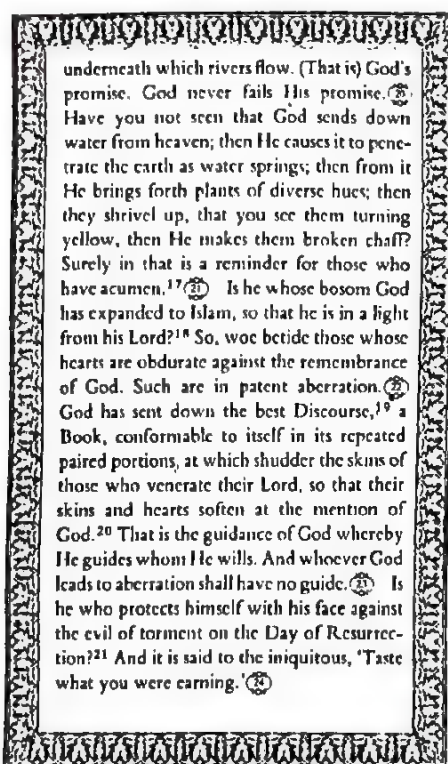 underneath which rivers flow. (That is) God's
promise. God never fails His promise.⑳
Have you not seen that God sends down
water from heaven; then He causes it to pene-
trate the earth as water springs; then from it
He brings forth plants of diverse hues; then
they shrivel up, that you see them turning
yellow, then He makes them broken chaff?
Surely in that is a reminder for those who
have acumen.¹⁷㉑ Is he whose bosom God
has expanded to Islam, so that he is in a light
from his Lord?¹⁸ So, woe betide those whose
hearts are obdurate against the remembrance
of God. Such are in patent aberration.㉒
God has sent down the best Discourse,¹⁹ a
Book, conformable to itself in its repeated
paired portions, at which shudder the skins of
those who venerate their Lord, so that their
skins and hearts soften at the mention of
God.²⁰ That is the guidance of God whereby
He guides whom He wills. And whoever God
leads to aberration shall have no guide.㉓ Is
he who protects himself with his face against
the evil of torment on the Day of Resurrec-
tion?²¹ And it is said to the iniquitous, 'Taste
what you were earning.'㉔